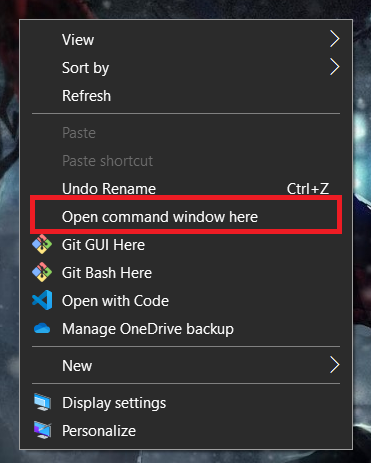 View
Sort by
Refresh
Paste
Paste shortcut
Undo Rename Ctrl+Z
Open command window here
Git GUI Here
Git Bash Here
Open with Code
Manage OneDrive backup
New
Display settings
Personalize